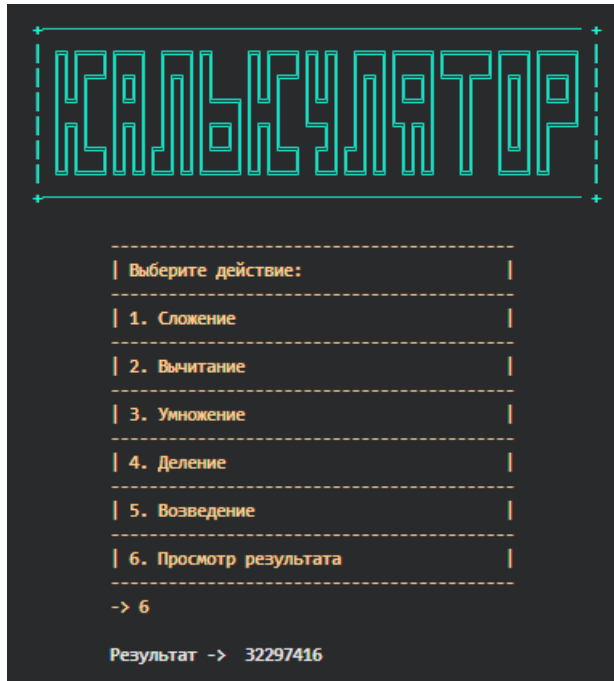 КАЛЬКУЛЯТОР
Выберите действие:
1. Сложение
2. Вычитание
3. Умножение
4. Деление
5. Возведение
6. Просмотр результата
-> 6
Результат -> 32297416